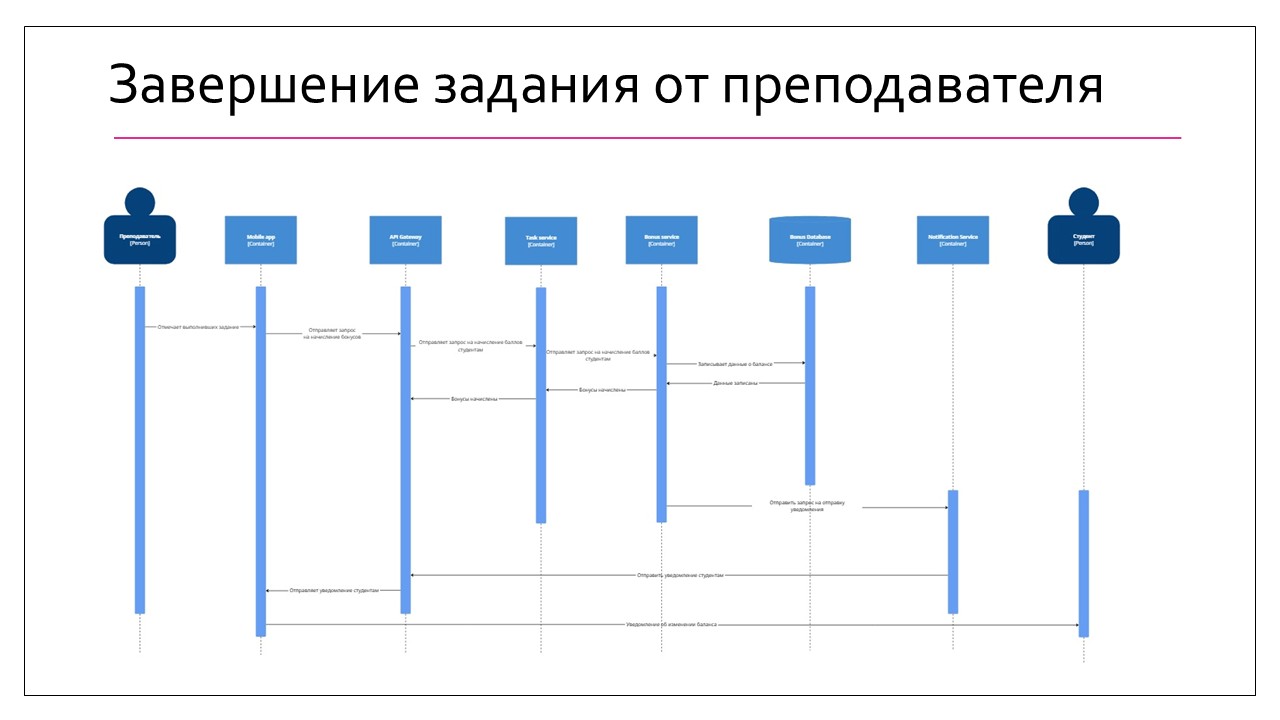 Завершение задания от преподавателя
Преподаватель
[Person]
Mobile app
[Container]
API Gateway
[Container]
Task service
[Container]
Bonus service
[Container]
Bonus Database
[Container]
Notification Service
[Container]
Студент
[Person]
Отмечает выполнивших задание
Отправляет запрос
на начисление бонусов
Отправляет запрос на начисления баллов
студентам
Отправляет запрос на начисление баллов
студентам
Записывает данные о балансе
Данные записаны
Бонусы начислены
Бонусы начислены
Отправить запрос на отправку
уведомления
Отправить уведомление студентам
Отправляет уведомление студентам
Уведомление об изменении баланса